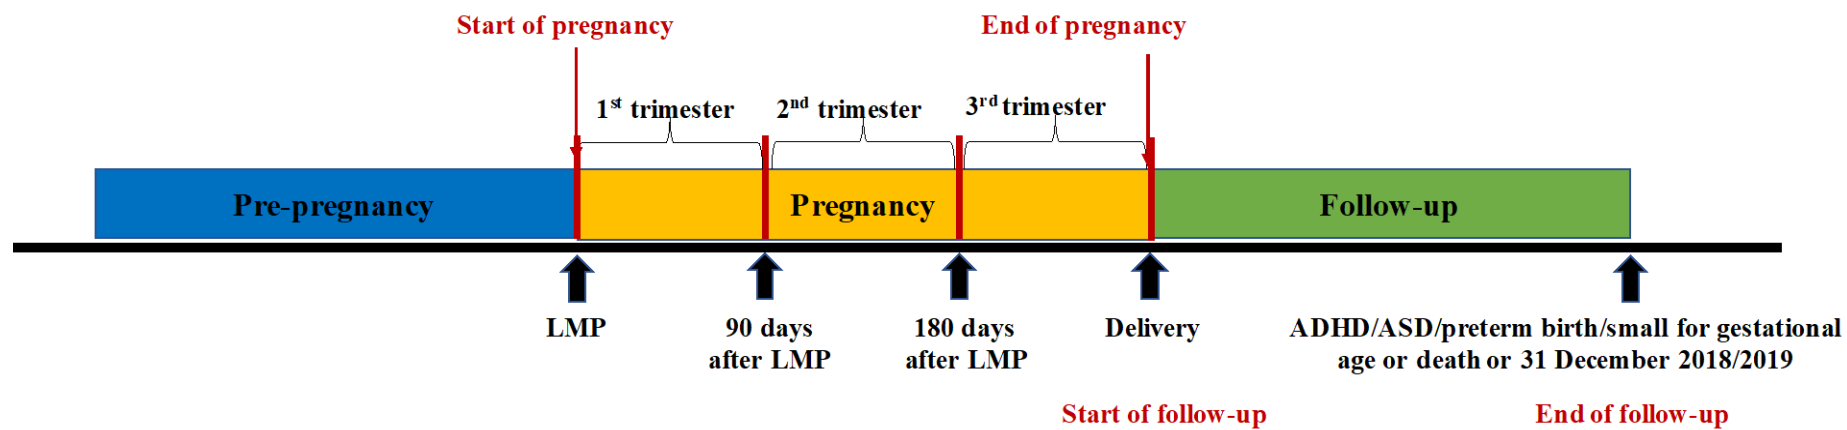 Start of pregnancy
End of pregnancy
1st trimester
2nd trimester
3rd trimester
Pre-pregnancy
Pregnancy
Follow-up
LMP
90 days
after LMP
180 days
after LMP
Delivery
ADHD/ASD/preterm birth/small for gestational
age or death or 31 December 2018/2019
Start of follow-up
End of follow-up